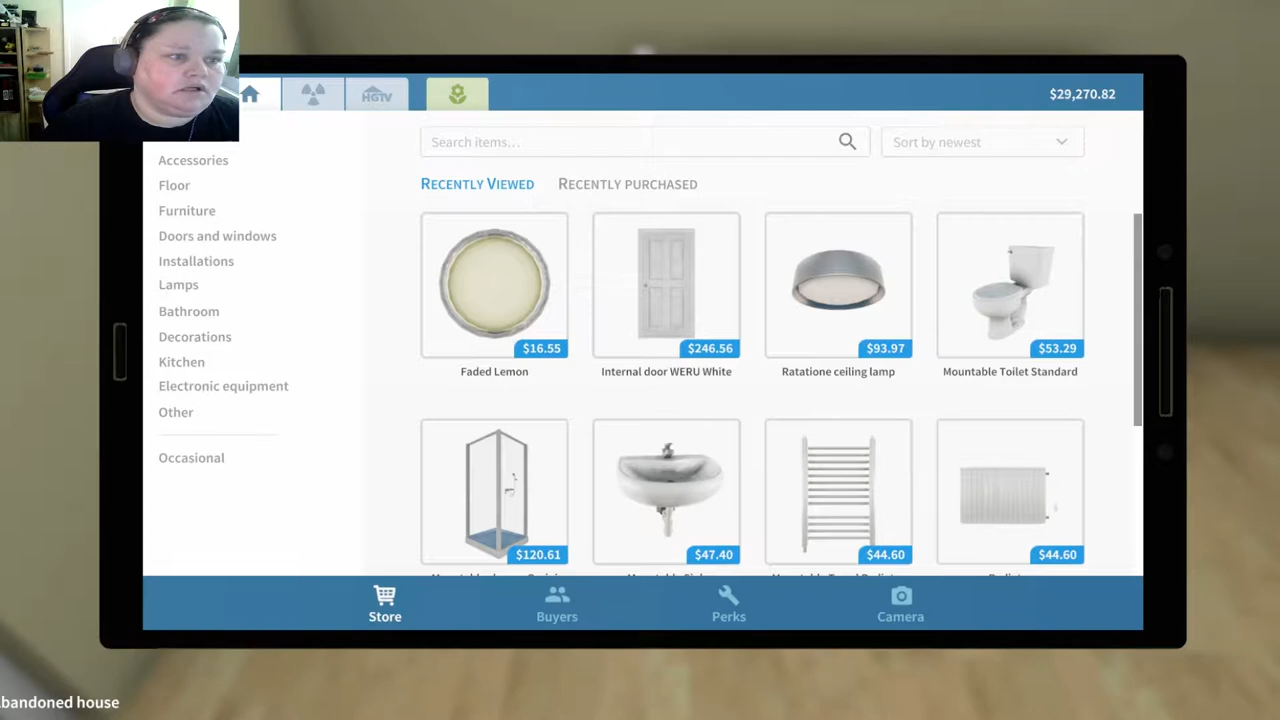 HGTV
$29,270.82
Search items...
Sort by newest
Accessories
Floor
Furniture
Doors and windows
Installations
Lamps
Bathroom
Decorations
Kitchen
Electronic equipment
Other
Occasional
RECENTLY VIEWED
RECENTLY PURCHASED
$16.55
$246.56
$93.97
$53.29
Faded Lemon
Internal door WERU White
Ratatione ceiling lamp
Mountable Toilet Standard
$120.61
$47.40
$44.60
$44.60
Store
Buyers
Perks
Camera
bandoned house